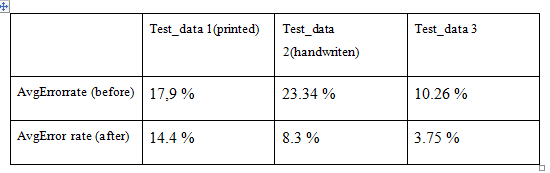 Test_data 1(printed) Test_data 2(handwriten) Test_data 3
AvgErrorrate (before) 17,9 % 23.34 % 10.26 %
AvgError rate (after) 14.4 % 8.3 % 3.75 %